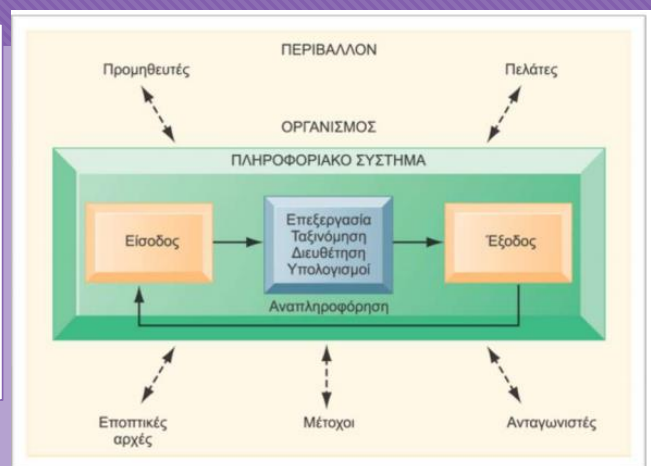 ΠΕΡΙΒΑΛΛΟΝ
Προμηθευτές
Πελάτες
ΟΡΓΑΝΙΣΜΟΣ
ΠΛΗΡΟΦΟΡΙΑΚΟ ΣΥΣΤΗΜΑ
Είσοδος
Επεξεργασία
Ταξινόμηση
Διευθέτηση
Υπολογισμοί
Έξοδος
Αναπληροφόρηση
Εποπτικές
αρχές
Μέτοχοι
Ανταγωνιστές